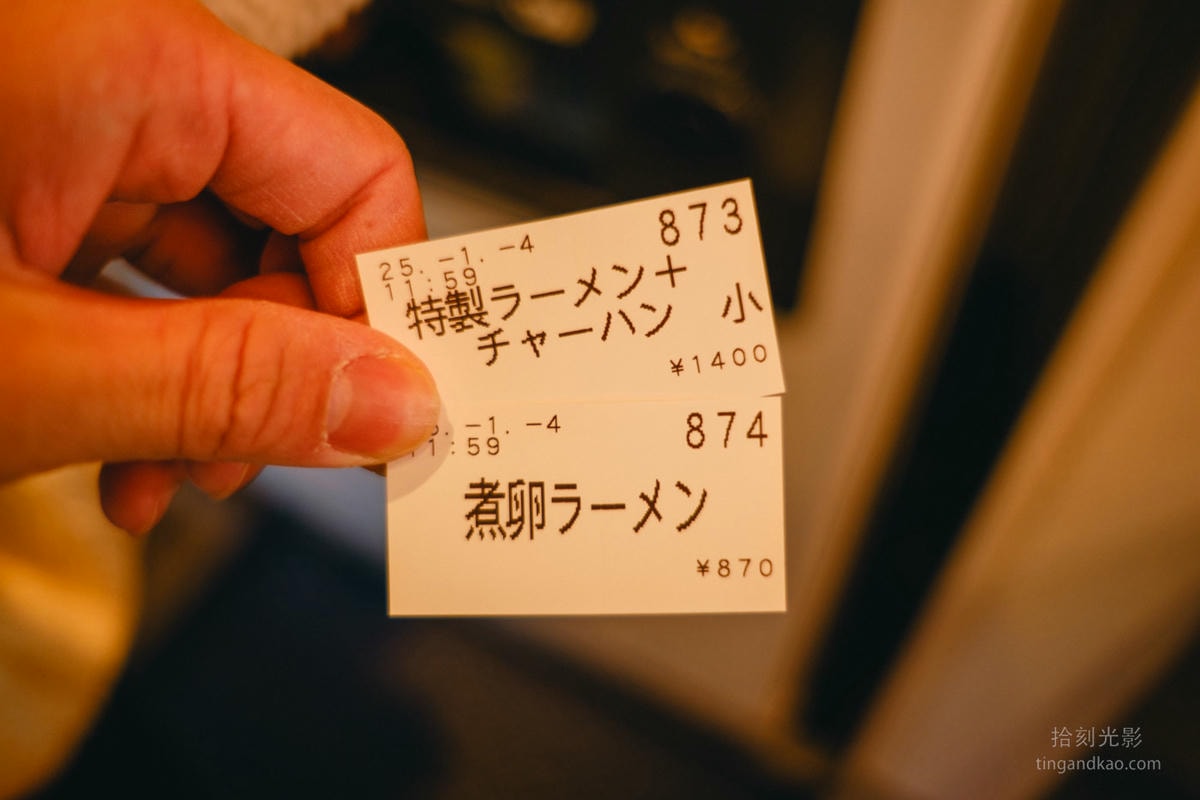 25. -1. -4 873
11:59
特製ラーメン+
チャーハン 小
¥1400
. -1. -4 874
1:59
煮卵ラーメン
¥870
拾刻光影
tingandkao.com